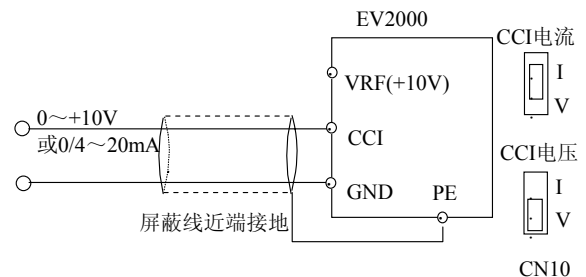 EV2000
CCI电流
I
V
VRF(+10V)
0～+10V
或0/4～20mA
CCI
CCI电压
I
V
GND
PE
屏蔽线近端接地
CN10